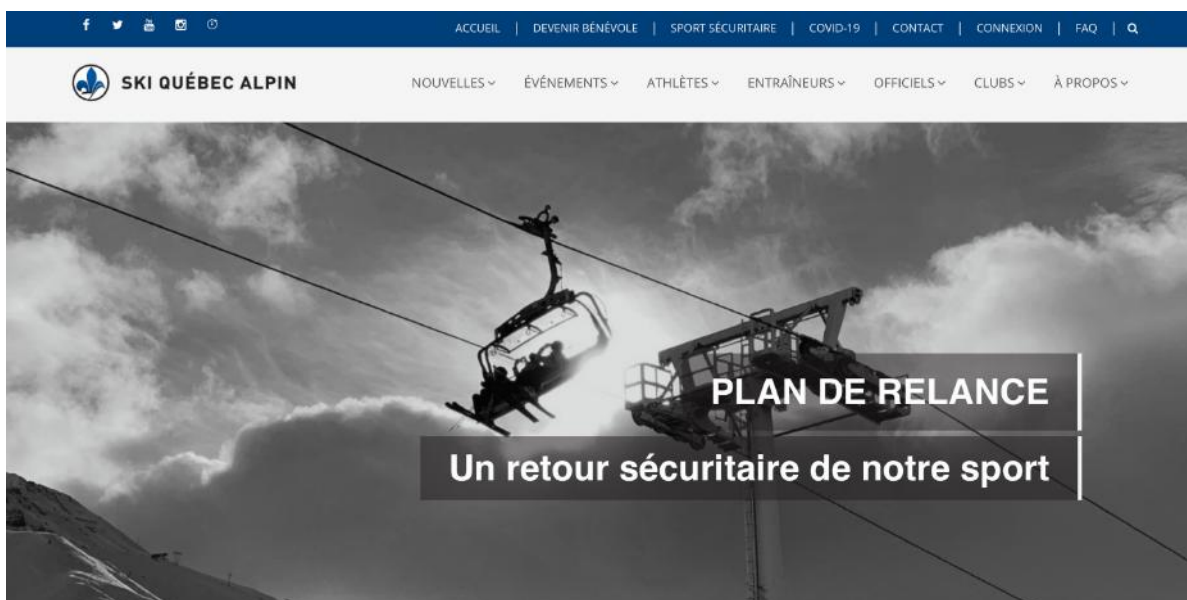 ACCUEIL | DEVENIR BÉNÉVOLE | SPORT SÉCURITAIRE | COVID-19 | CONTACT | CONNEXION | FAQ |
SKI QUÉBEC ALPIN
NOUVELLES ÉVÉNEMENTS ATHLÈTES ENTRAÎNEURS OFFICIELS CLUBS À PROPOS
PLAN DE RELANCE
Un retour sécuritaire de notre sport